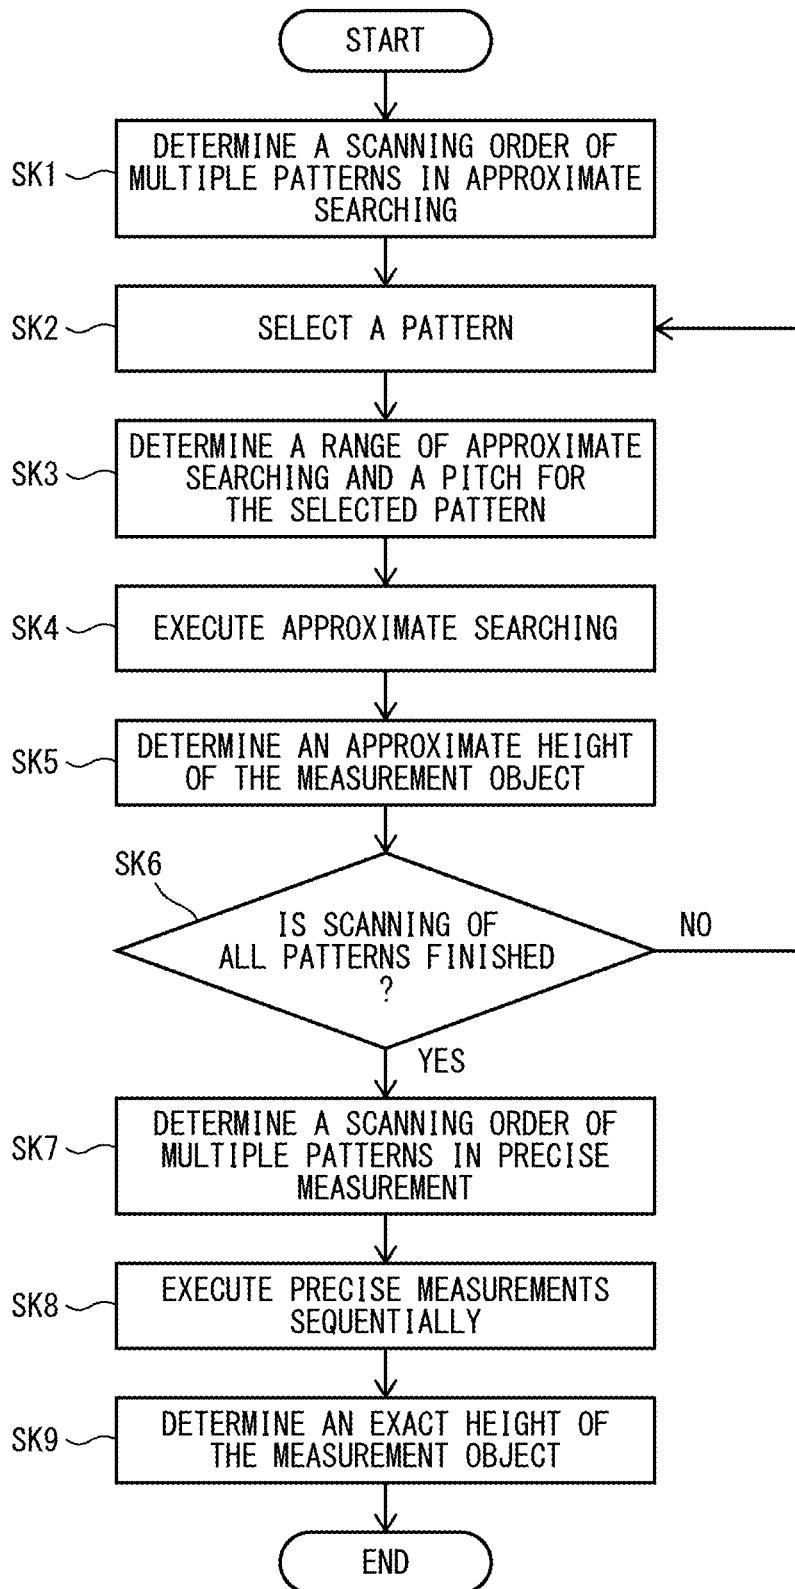 START
SK1
DETERMINE A SCANNING ORDER OF
MULTIPLE PATTERNS IN APPROXIMATE
SEARCHING
SK2
SELECT A PATTERN
SK3
DETERMINE A RANGE OF APPROXIMATE
SEARCHING AND A PITCH FOR
THE SELECTED PATTERN
SK4
EXECUTE APPROXIMATE SEARCHING
SK5
DETERMINE AN APPROXIMATE HEIGHT
OF THE MEASUREMENT OBJECT
SK6
IS SCANNING OF
ALL PATTERNS FINISHED
?
NO
YES
SK7
DETERMINE A SCANNING ORDER OF
MULTIPLE PATTERNS IN PRECISE
MEASUREMENT
SK8
EXECUTE PRECISE MEASUREMENTS
SEQUENTIALLY
SK9
DETERMINE AN EXACT HEIGHT OF
THE MEASUREMENT OBJECT
END